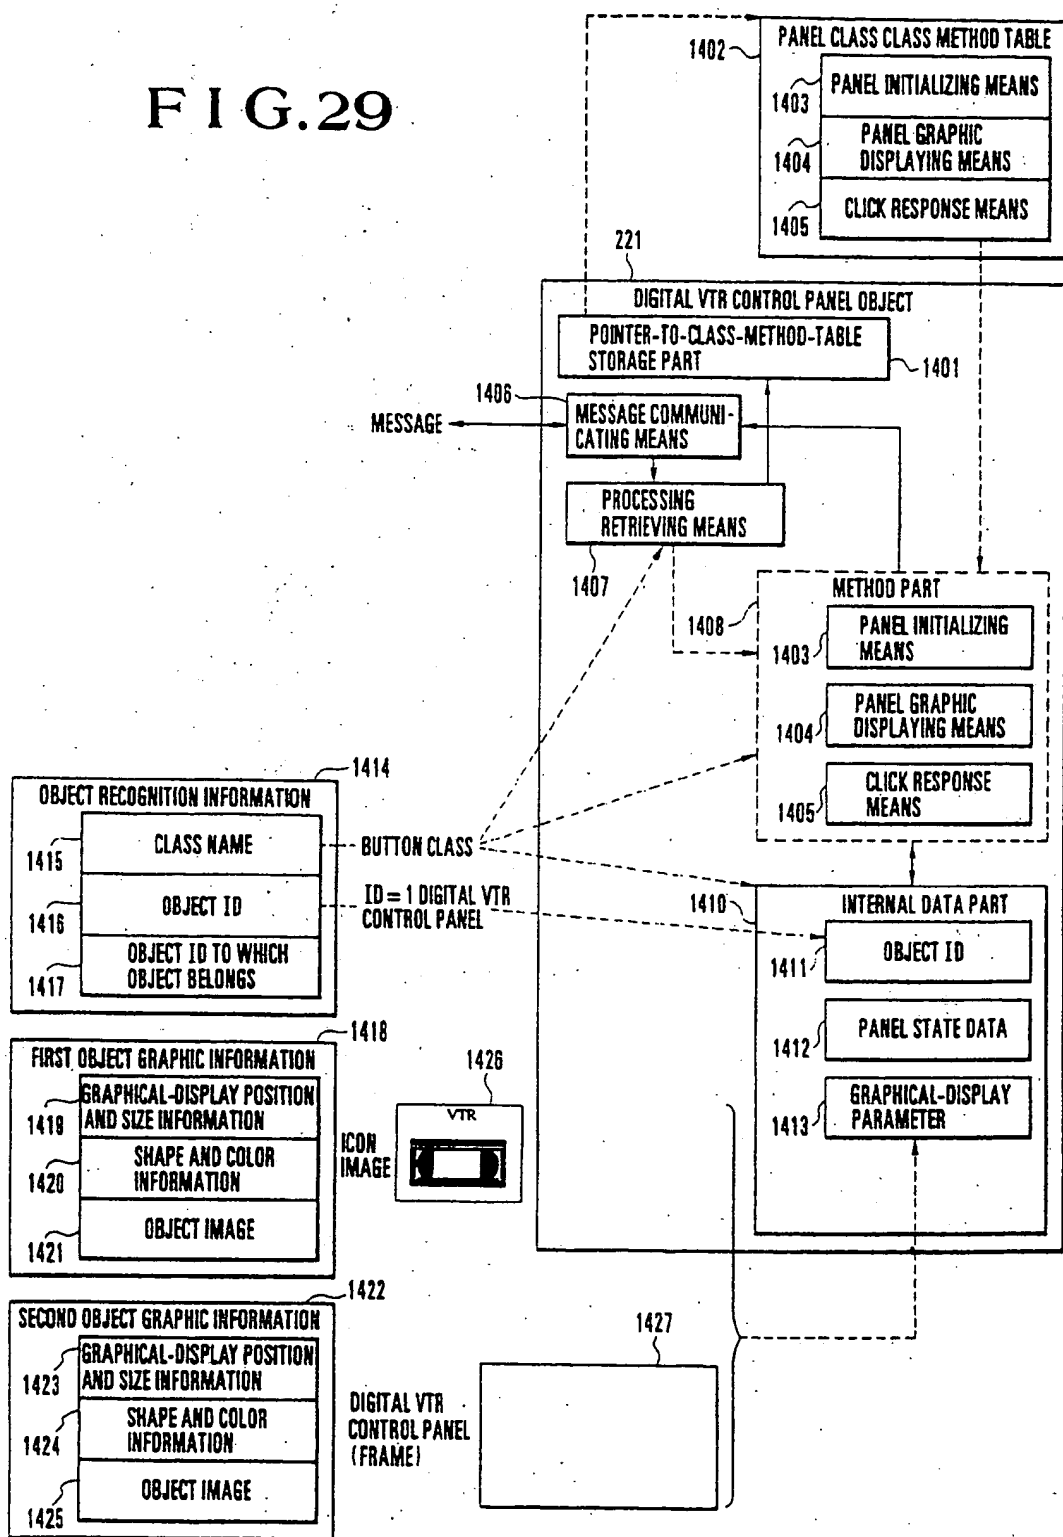 FIG.29
1402
PANEL CLASS CLASS METHOD TABLE
1403
PANEL INITIALIZING MEANS
1404
PANEL GRAPHIC
DISPLAYING MEANS
1405
CLICK RESPONSE MEANS
221
DIGITAL VTR CONTROL PANEL OBJECT
POINTER-TO-CLASS-METHOD-TABLE
STORAGE PART
1401
1406
MESSAGE
MESSAGE COMMUNI-
CATING MEANS
PROCESSING
RETRIEVING MEANS
1407
METHOD PART
1408
1403
PANEL INITIALIZING
MEANS
1404
PANEL GRAPHIC
DISPLAYING MEANS
1405
CLICK RESPONSE
MEANS
1414
OBJECT RECOGNITION INFORMATION
1415
CLASS NAME
BUTTON CLASS
1416
OBJECT ID
ID = 1 DIGITAL VTR
CONTROL PANEL
1417
OBJECT ID TO WHICH
OBJECT BELONGS
1410
INTERNAL DATA PART
1411
OBJECT ID
1412
PANEL STATE DATA
1413
GRAPHICAL-DISPLAY
PARAMETER
1418
FIRST OBJECT GRAPHIC INFORMATION
1419
GRAPHICAL-DISPLAY POSITION
AND SIZE INFORMATION
1420
SHAPE AND COLOR
INFORMATION
1421
OBJECT IMAGE
ICON
IMAGE
1426
VTR
1422
SECOND OBJECT GRAPHIC INFORMATION
1423
GRAPHICAL-DISPLAY POSITION
AND SIZE INFORMATION
1424
SHAPE AND COLOR
INFORMATION
1425
OBJECT IMAGE
DIGITAL VTR
CONTROL PANEL
(FRAME)
1427